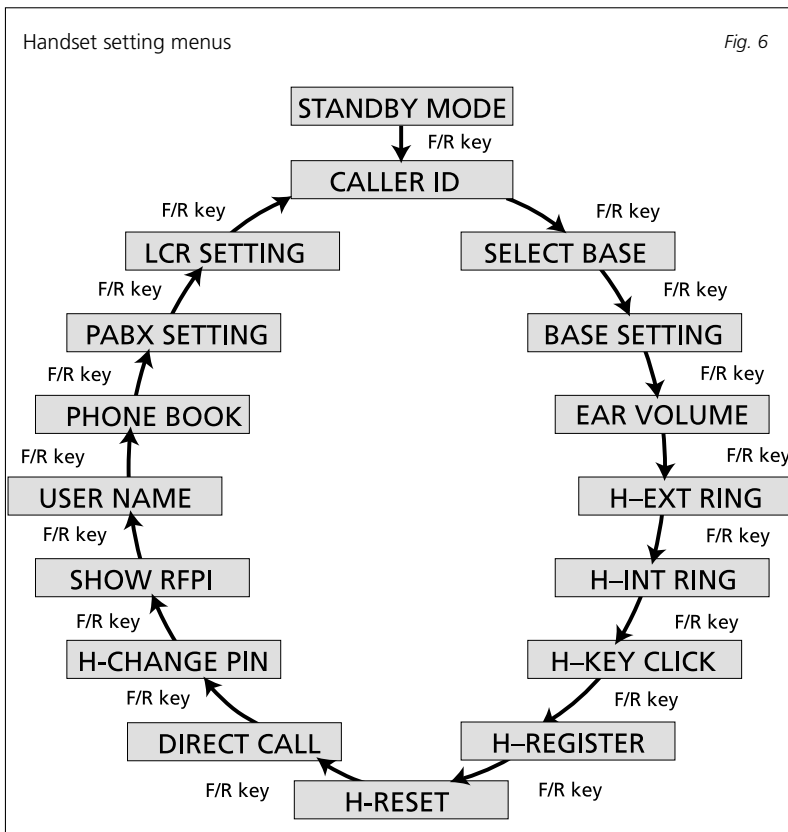 Handset setting menus
Fig. 6
STANDBY MODE
F/R key
CALLER ID
F/R key
F/R key
LCR SETTING
SELECT BASE
F/R key
F/R key
PABX SETTING
BASE SETTING
F/R key
F/R key
PHONE BOOK
EAR VOLUME
F/R key
F/R key
USER NAME
H–EXT RING
F/R key
F/R key
SHOW RFPI
H–INT RING
F/R key
F/R key
H-CHANGE PIN
H–KEY CLICK
F/R key
F/R key
DIRECT CALL
H–REGISTER
F/R key
F/R key
H-RESET